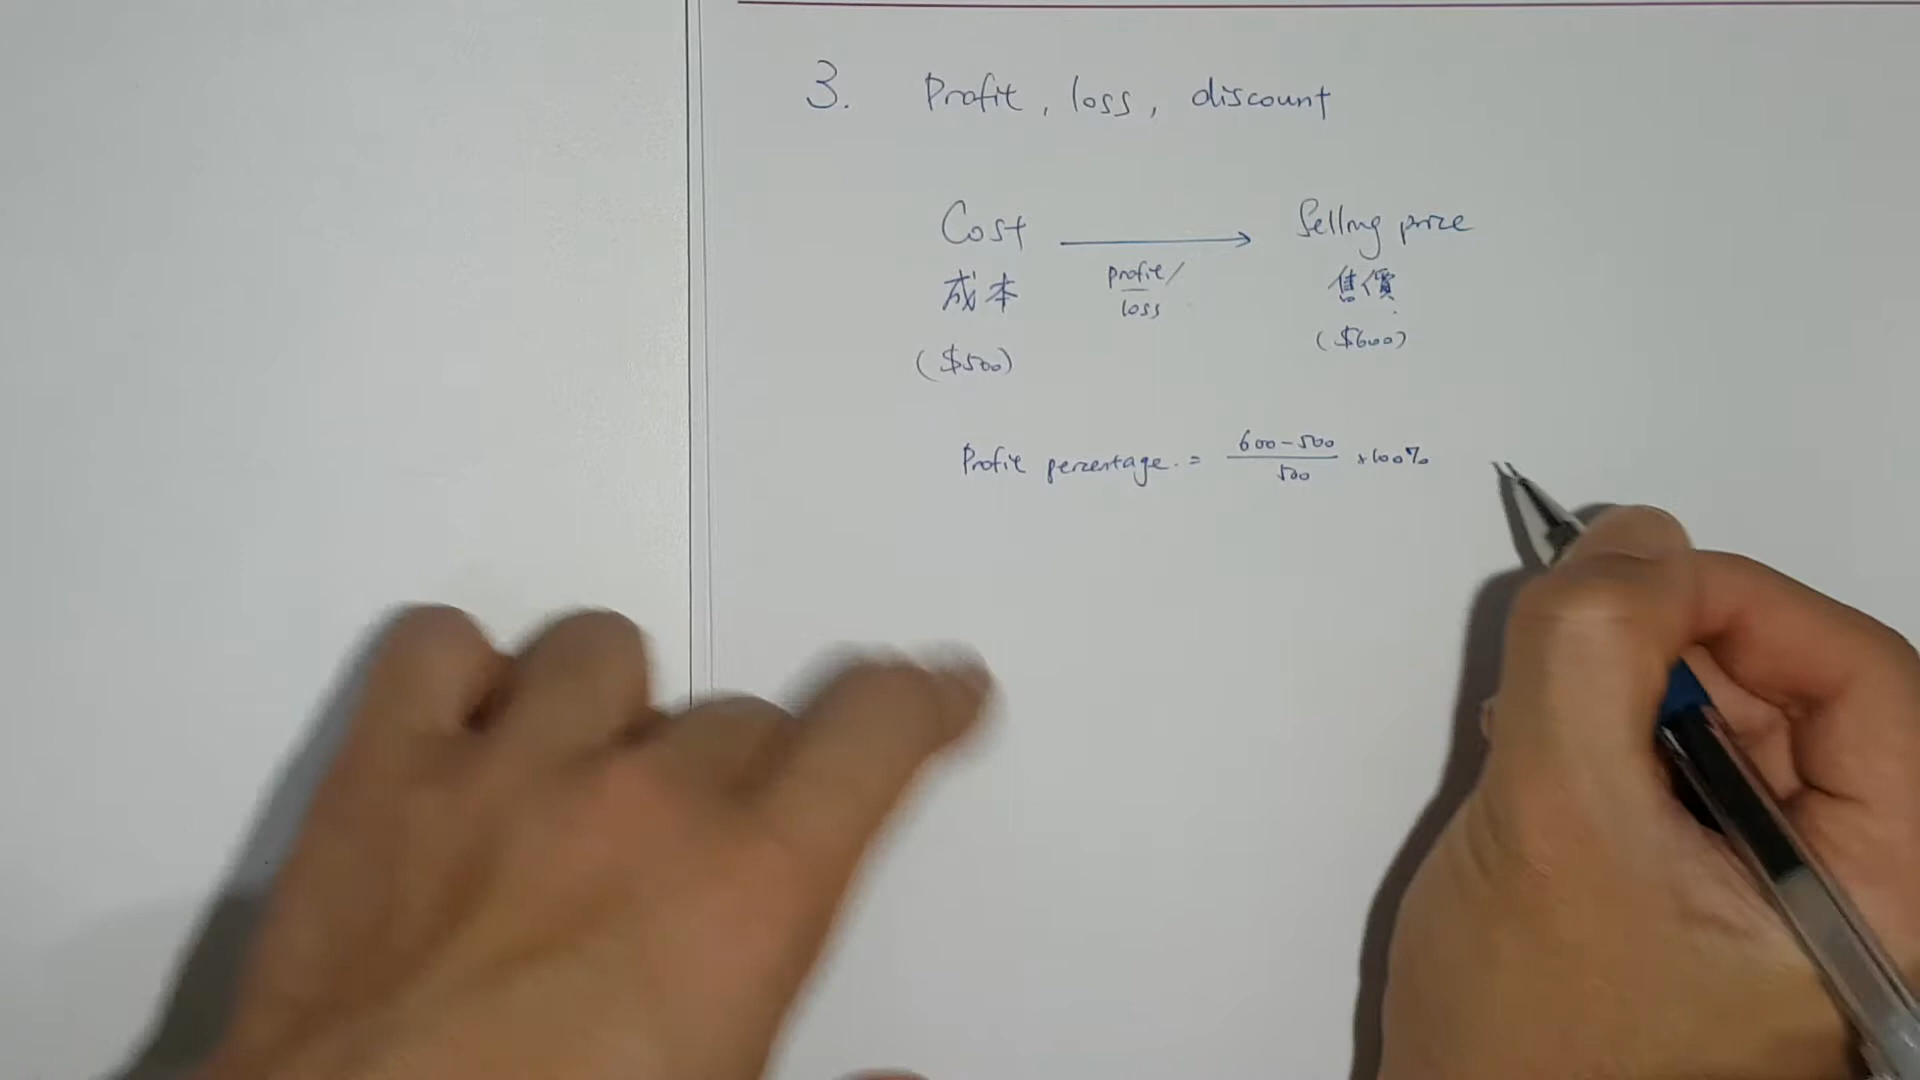 3. Profit, loss, discount
Cost → Selling price
成本 profit/ 售價
loss
($500) ($600)
Profit percentage = 600-500/500 ×100%